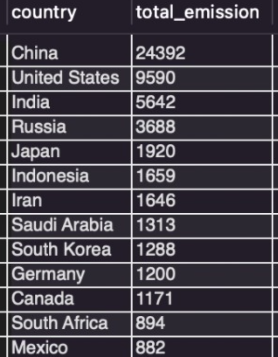 country total_emission
China 24392
United States 9590
India 5642
Russia 3688
Japan 1920
Indonesia 1659
Iran 1646
Saudi Arabia 1313
South Korea 1288
Germany 1200
Canada 1171
South Africa 894
Mexico 882